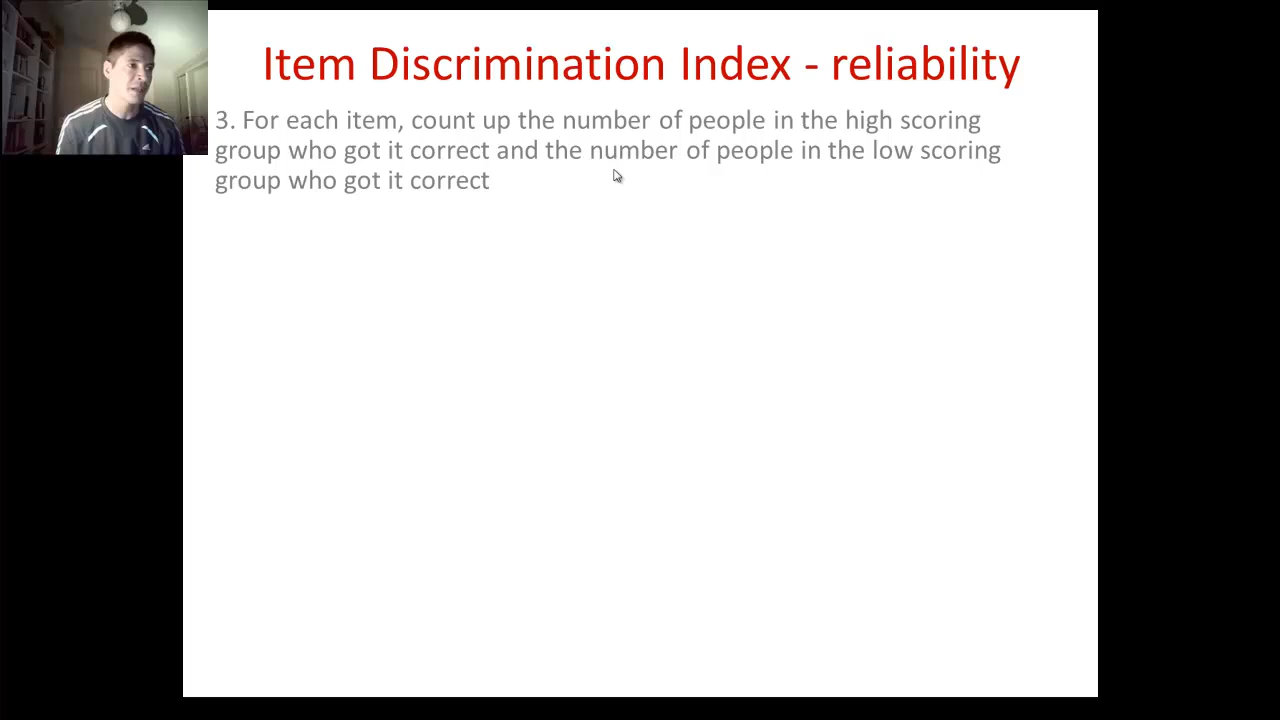 Item Discrimination Index - reliability
3. For each item, count up the number of people in the high scoring
group who got it correct and the number of people in the low scoring
group who got it correct